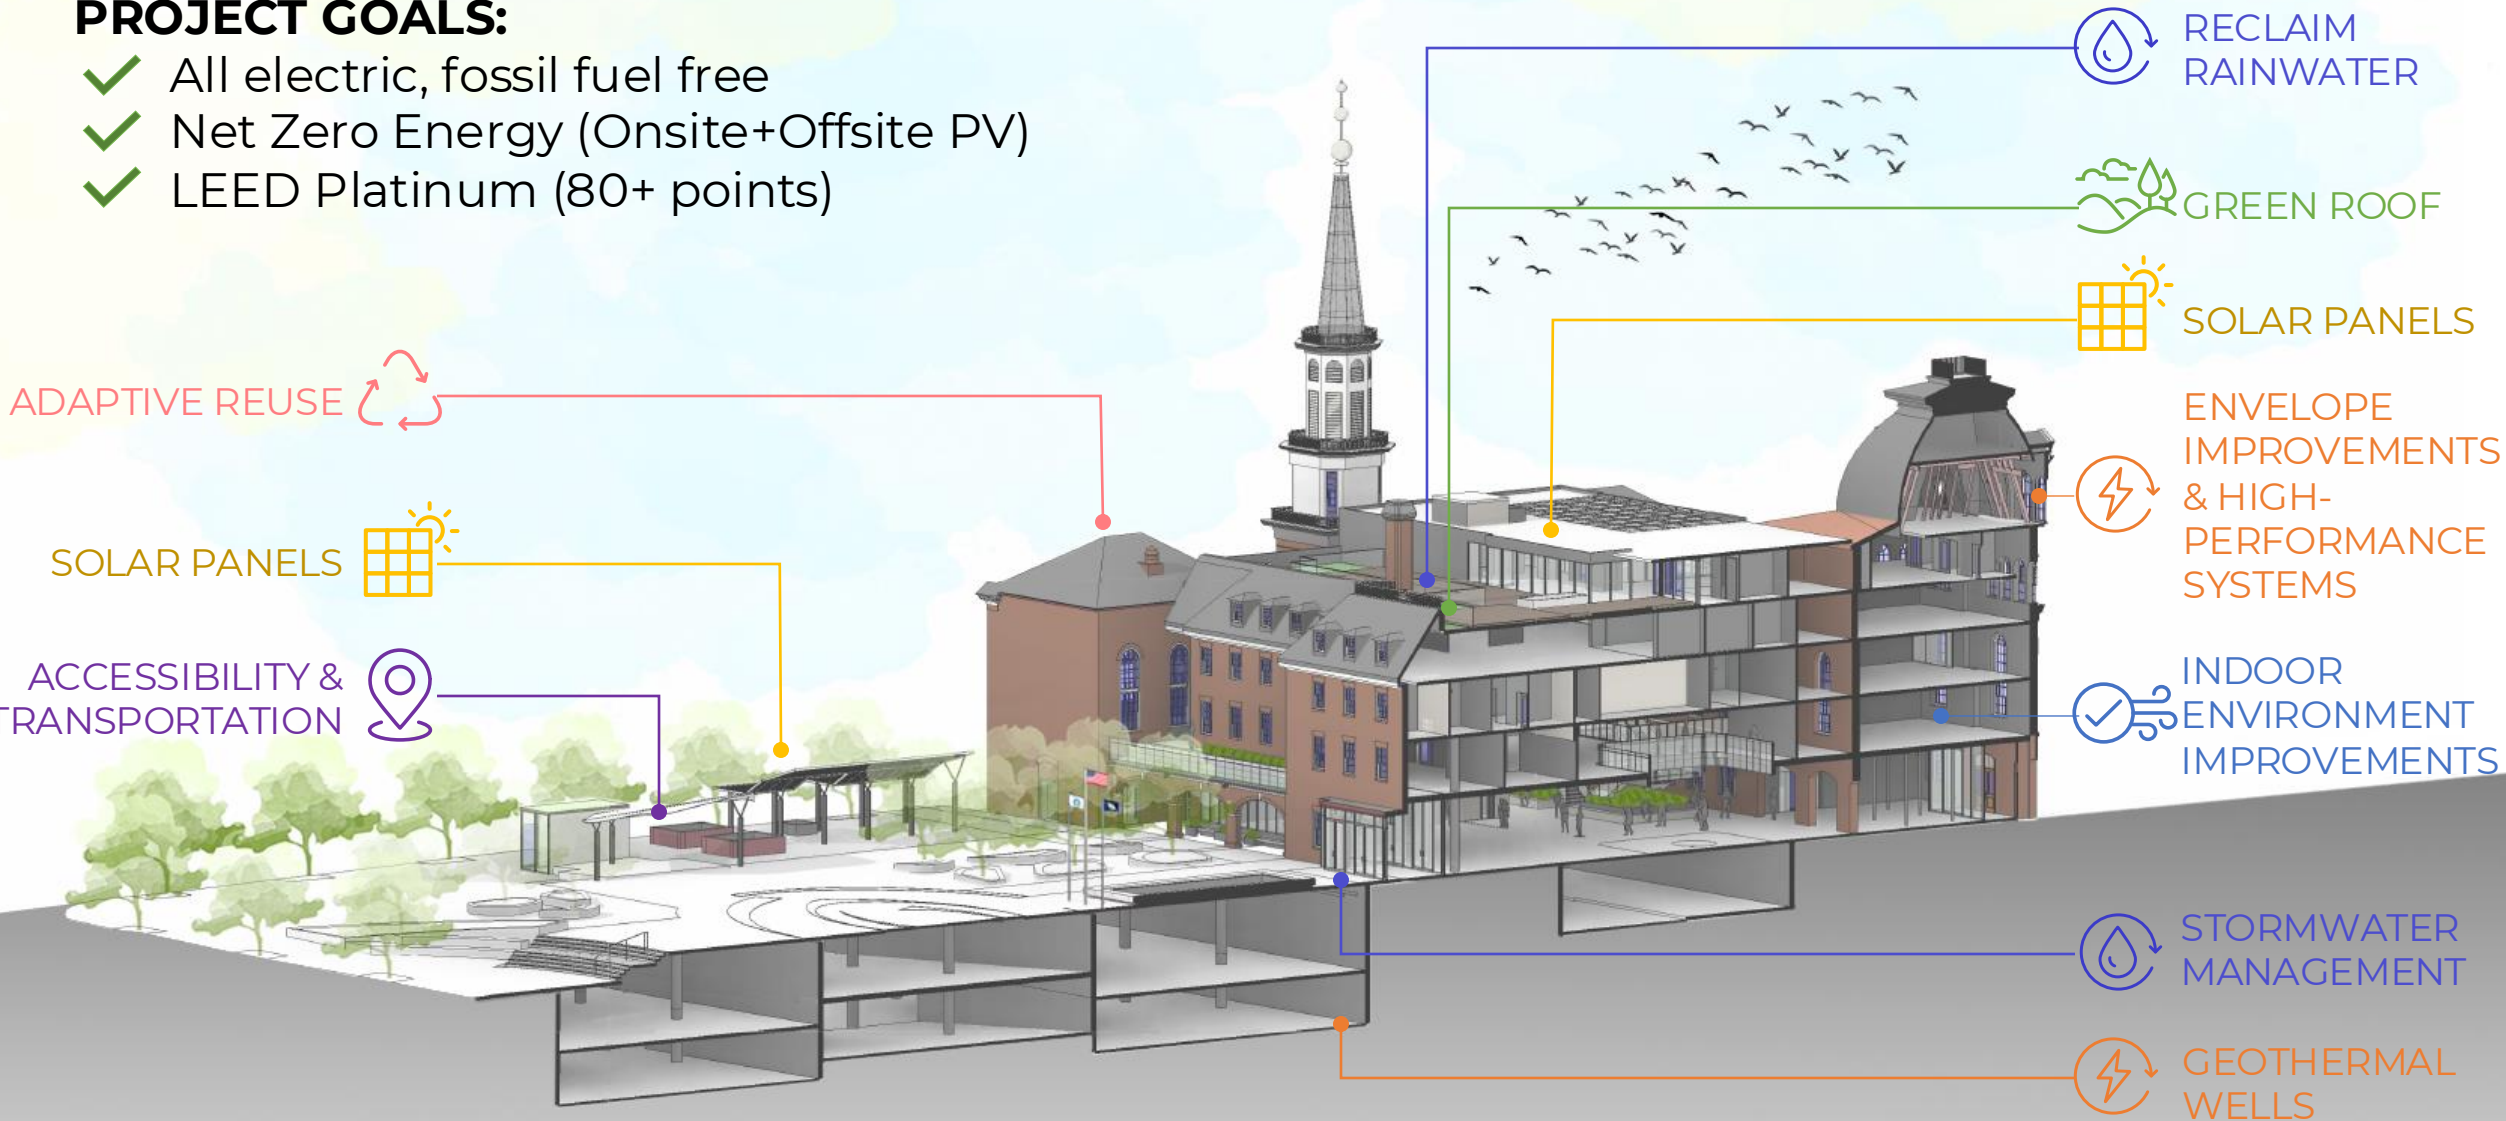 PROJECT GOALS:
All electric, fossil fuel free
Net Zero Energy (Onsite+Offsite PV)
LEED Platinum (80+ points)
ADAPTIVE REUSE
SOLAR PANELS
ACCESSIBILITY &
TRANSPORTATION
RECLAIM
RAINWATER
GREEN ROOF
SOLAR PANELS
ENVELOPE
IMPROVEMENTS
& HIGH-
PERFORMANCE
SYSTEMS
INDOOR
ENVIRONMENT
IMPROVEMENTS
STORMWATER
MANAGEMENT
GEOTHERMAL
WELLS